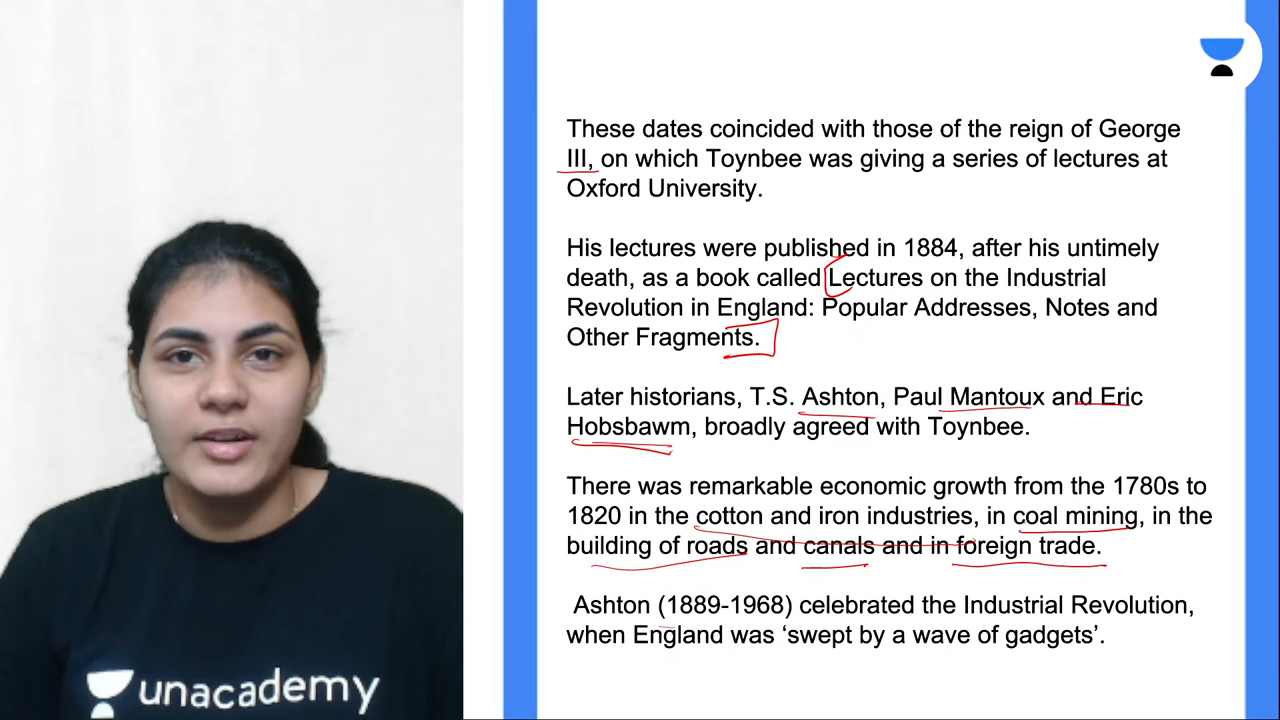 These dates coincided with those of the reign of George
III, on which Toynbee was giving a series of lectures at
Oxford University.
His lectures were published in 1884, after his untimely
death, as a book called Lectures on the Industrial
Revolution in England: Popular Addresses, Notes and
Other Fragments.
Later historians, T.S. Ashton, Paul Mantoux and Eric
Hobsbawm, broadly agreed with Toynbee.
There was remarkable economic growth from the 1780s to
1820 in the cotton and iron industries, in coal mining, in the
building of roads and canals and in foreign trade.
Ashton (1889-1968) celebrated the Industrial Revolution,
when England was ‘swept by a wave of gadgets’.
unacademy